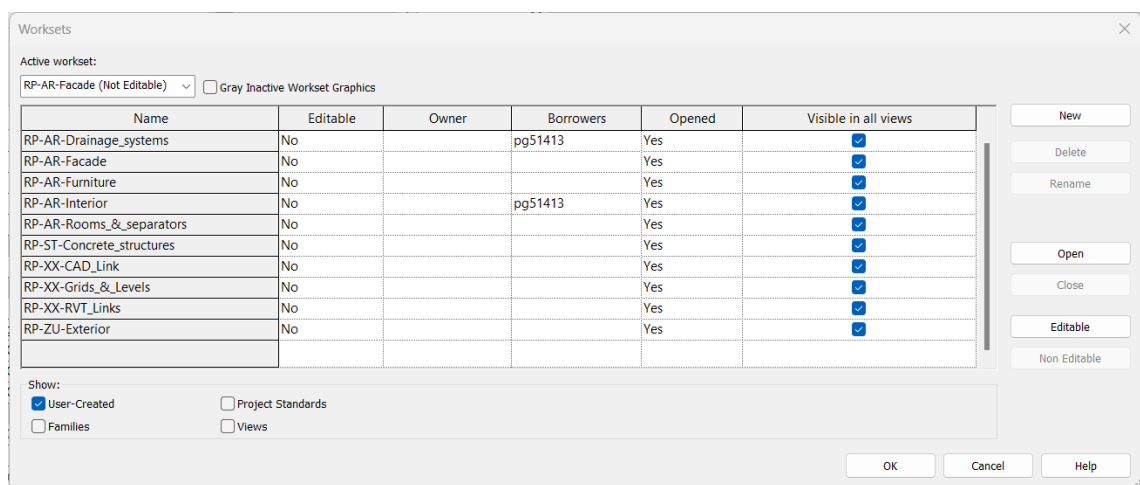 Worksets
Active workset:
RP-AR-Facade (Not Editable) Gray Inactive Workset Graphics
Name Editable Owner Borrowers Opened Visible in all views
RP-AR-Drainage_systems No pg51413 Yes
RP-AR-Facade No Yes
RP-AR-Furniture No Yes
RP-AR-Interior No pg51413 Yes
RP-AR-Rooms_&_separators No Yes
RP-ST-Concrete_structures No Yes
RP-XX-CAD_Link No Yes
RP-XX-Grids_&_Levels No Yes
RP-XX-RVT_Links No Yes
RP-ZU-Exterior No Yes
New
Delete
Rename
Open
Close
Editable
Non Editable
Show:
User-Created Project Standards
Families Views
OK Cancel Help